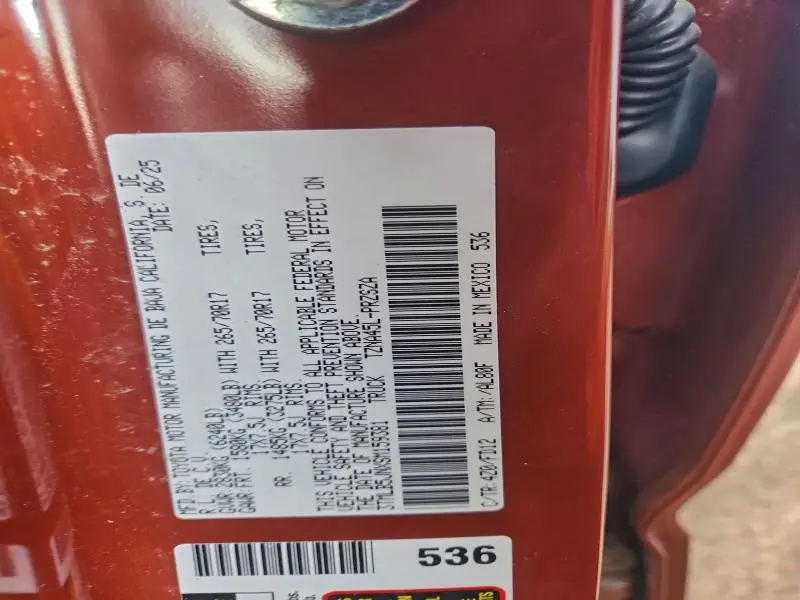 MFD.BY: TOYOTA MOTOR MANUFACTURING DE BAJA CALIFORNIA, S. DE
R.L. DE C.V. DATE: 06/25
GVWR: 2830KG (6240LB)
GAWR: FRT. 1580KG (3480LB) WITH 265/70R17 TIRES,
17X7.5J RIMS.
RR. 1485KG (3275LB) WITH 265/70R17 TIRES,
17X7.5J RIMS.
THIS VEHICLE CONFORMS TO ALL APPLICABLE FEDERAL MOTOR
VEHICLE SAFETY AND THEFT PREVENTION STANDARDS IN EFFECT ON
THE DATE OF MANUFACTURE SHOWN ABOVE.
TRUCK TZNA45L-PRZSZA
C/TR: 4Z0/FD12 A/TM: /AL80F MADE IN MEXICO 536
536